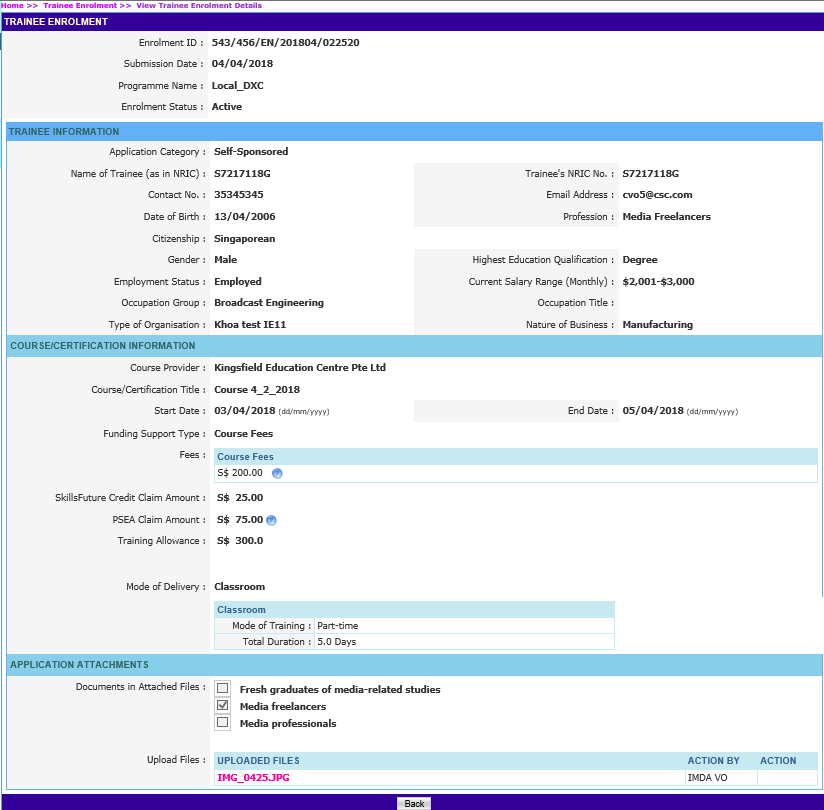 Home >> Trainee Enrolment >> View Trainee Enrolment Details
TRAINEE ENROLMENT
Enrolment ID : 543/456/EN/201804/022520
Submission Date : 04/04/2018
Programme Name : Local_DXC
Enrolment Status : Active
TRAINEE INFORMATION
Application Category : Self-Sponsored
Name of Trainee (as in NRIC) : S7217118G Trainee's NRIC No. : S7217118G
Contact No. : 35345345 Email Address : cvo5@csc.com
Date of Birth : 13/04/2006 Profession : Media Freelancers
Citizenship : Singaporean
Gender : Male Highest Education Qualification : Degree
Employment Status : Employed Current Salary Range (Monthly) : $2,001-$3,000
Occupation Group : Broadcast Engineering Occupation Title :
Type of Organisation : Khoa test IE11 Nature of Business : Manufacturing
COURSE/CERTIFICATION INFORMATION
Course Provider : Kingsfield Education Centre Pte Ltd
Course/Certification Title : Course 4_2_2018
Start Date : 03/04/2018 (dd/mm/yyyy) End Date : 05/04/2018 (dd/mm/yyyy)
Funding Support Type : Course Fees
Fees : Course Fees
S$ 200.00
SkillsFuture Credit Claim Amount : S$ 25.00
PSEA Claim Amount : S$ 75.00
Training Allowance : S$ 300.0
Mode of Delivery : Classroom
Classroom
Mode of Training : Part-time
Total Duration : 5.0 Days
APPLICATION ATTACHMENTS
Documents in Attached Files : Fresh graduates of media-related studies
Media freelancers
Media professionals
Upload Files : UPLOADED FILES ACTION BY ACTION
IMG_0425.JPG IMDA VO
Back